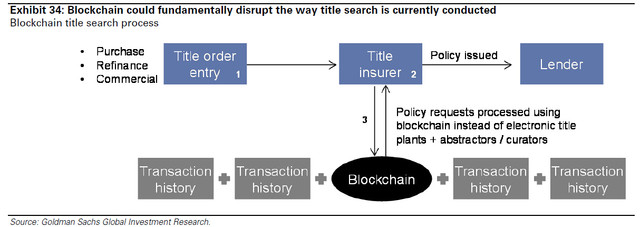 Exhibit 34: Blockchain could fundamentally disrupt the way title search is currently conducted
Blockchain title search process
• Purchase
• Refinance
• Commercial
Title order
entry 1
Title
insurer 2
Policy issued
Lender
3
Policy requests processed using
blockchain instead of electronic title
plants + abstractors / curators
Transaction
history
+
Transaction
history
+
Blockchain
+
Transaction
history
+
Transaction
history
Source: Goldman Sachs Global Investment Research.